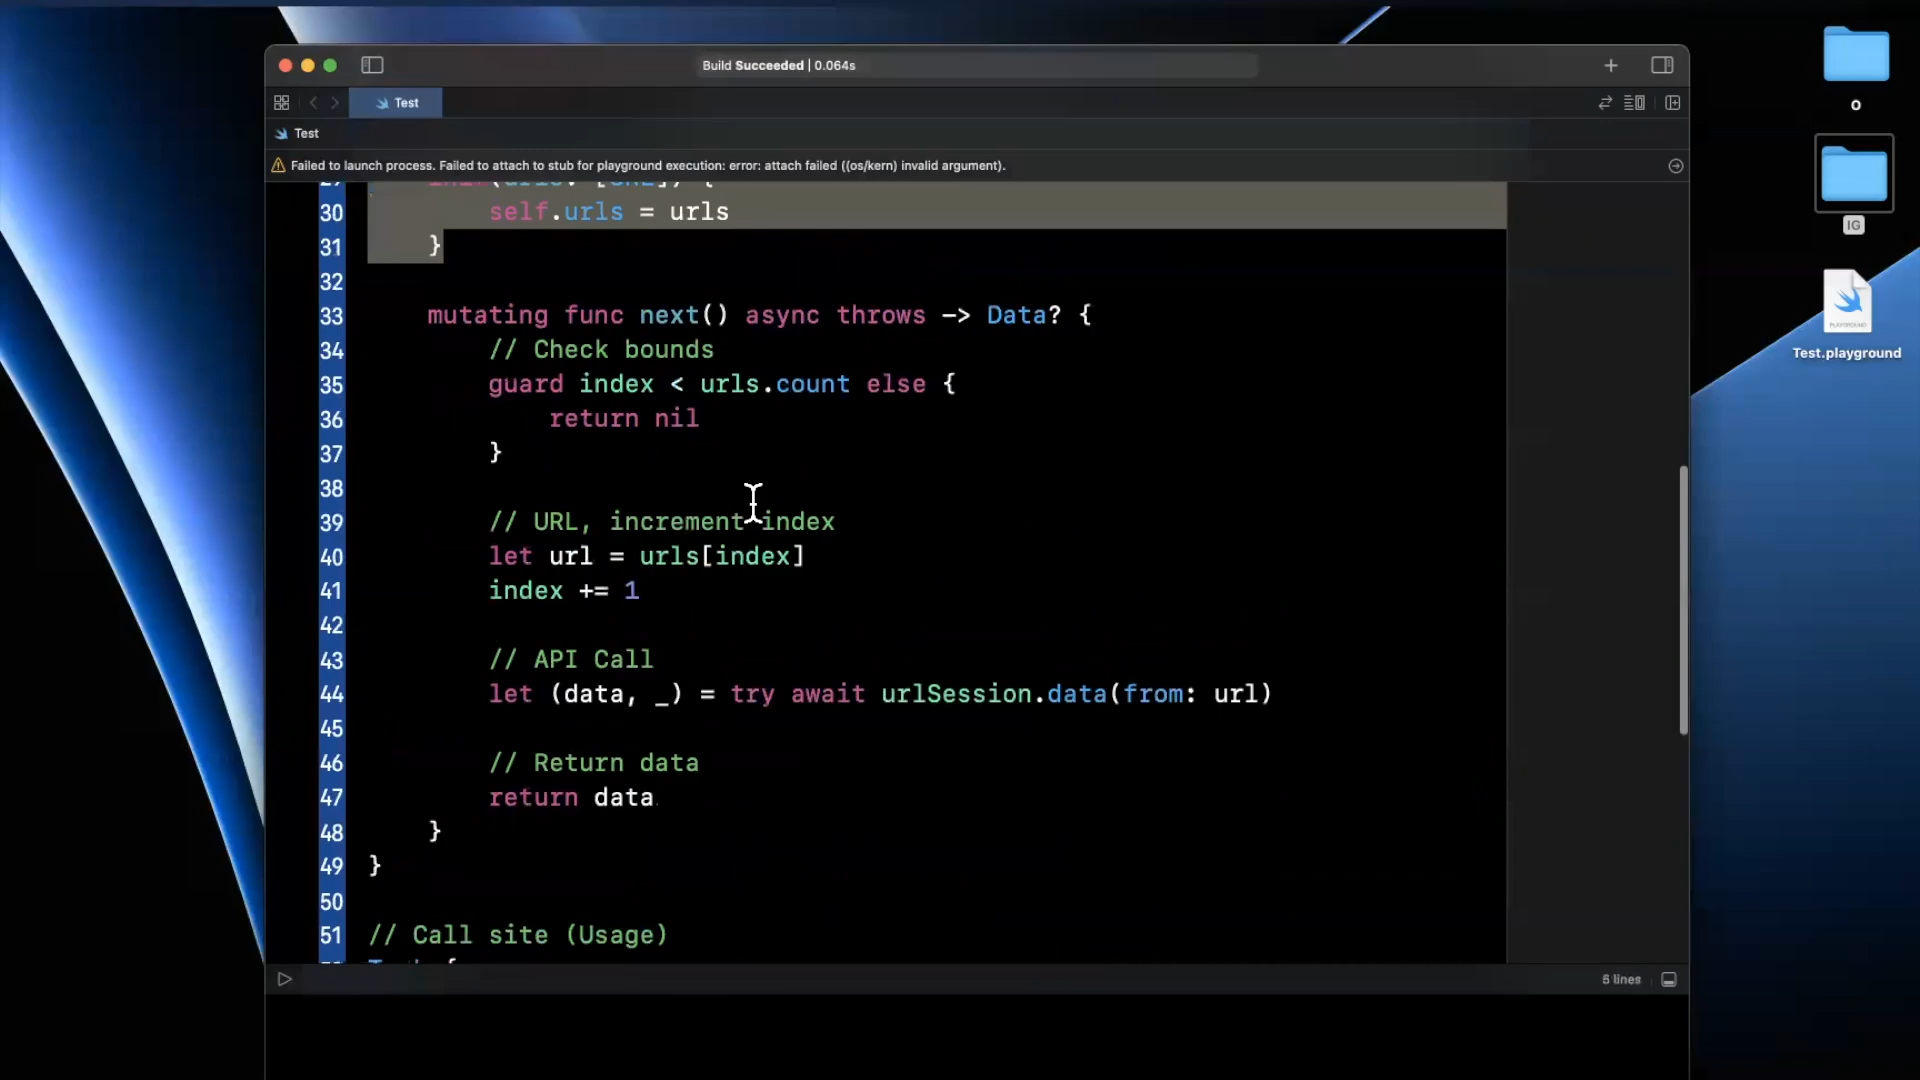 Build Succeeded | 0.064s
Test
Test
Failed to launch process. Failed to attach to stub for playground execution: error: attach failed ((os/kern) invalid argument).
30 self.urls = urls
31 }
32
33 mutating func next() async throws -> Data? {
34 // Check bounds
35 guard index < urls.count else {
36 return nil
37 }
38
39 // URL, increment index
40 let url = urls[index]
41 index += 1
42
43 // API Call
44 let (data, _) = try await urlSession.data(from: url)
45
46 // Return data
47 return data
48 }
49 }
50
51 // Call site (Usage)
5 lines
o
IG
PLAYGROUND
Test.playground